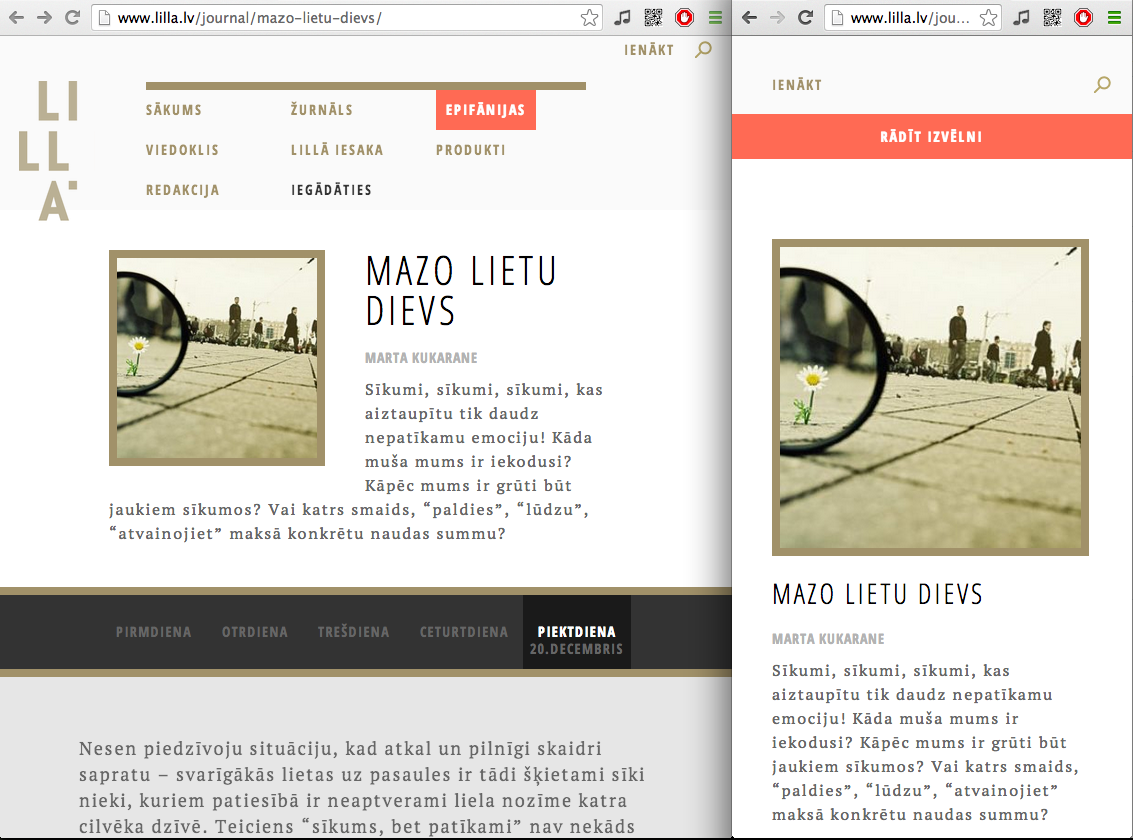 www.lilla.lv/journal/mazo-lietu-dievs/
IENĀKT
LI
LL
A
SĀKUMS
ŽURNĀLS
EPIFĀNIJAS
VIEDOKLIS
LILLĀ IESAKA
PRODUKTI
REDAKCIJA
IEGĀDĀTIES
MAZO LIETU
DIEVS
MARTA KUKARANE
Sīkumi, sīkumi, sīkumi, kas
aiztaupītu tik daudz
nepatīkamu emociju! Kāda
muša mums ir iekodusi?
Kāpēc mums ir grūti būt
jaukiem sīkumos? Vai katrs smaids, “paldies”, “lūdzu”,
“atvainojiet” maksā konkrētu naudas summu?
PIRMDIENA
OTRDIENA
TREŠDIENA
CETURTDIENA
PIEKTDIENA
20.DECEMBRIS
Nesen piedzīvoju situāciju, kad atkal un pilnīgi skaidri
sapratu – svarīgākās lietas uz pasaules ir tādi šķietami sīki
nieki, kuriem patiesībā ir neaptverami liela nozīme katra
cilvēka dzīvē. Teiciens “sīkums, bet patīkami” nav nekāds
www.lilla.lv/jou...
IENĀKT
RĀDĪT IZVĒLNI
MAZO LIETU DIEVS
MARTA KUKARANE
Sīkumi, sīkumi, sīkumi, kas
aiztaupītu tik daudz nepatīkamu
emociju! Kāda muša mums ir
iekodusi? Kāpēc mums ir grūti būt
jaukiem sīkumos? Vai katrs smaids,
“paldies”, “lūdzu”, “atvainojiet”
maksā konkrētu naudas summu?